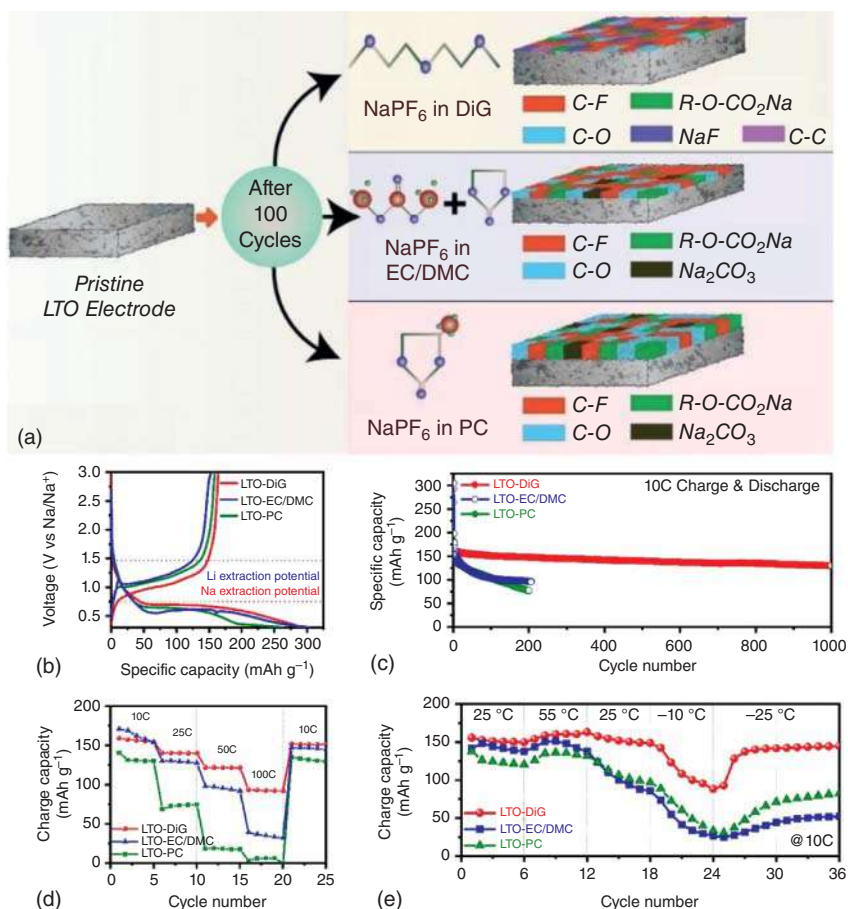 NaPF6 in DiG
C-F
R-O-CO2Na
C-O
NaF
C-C
After
100
Cycles
Pristine
LTO Electrode
NaPF6 in
EC/DMC
C-F
R-O-CO2Na
C-O
Na2CO3
NaPF6 in PC
C-F
R-O-CO2Na
C-O
Na2CO3
(a)
Voltage (V vs Na/Na+)
3.0
2.5
2.0
1.5
1.0
0.5
LTO-DiG
LTO-EC/DMC
LTO-PC
Li extraction potential
Na extraction potential
0 50 100 150 200 250 300
Specific capacity (mAh g–1)
(b)
Specific capacity
(mAh g–1)
300
250
200
150
100
50
0
LTO-DiG
LTO-EC/DMC
LTO-PC
10C Charge & Discharge
0 200 400 600 800 1000
Cycle number
(c)
Charge capacity
(mAh g–1)
200
150
100
50
0
10C
25C
50C
100C
10C
LTO-DiG
LTO-EC/DMC
LTO-PC
0 5 10 15 20 25
Cycle number
(d)
Charge capacity
(mAh g–1)
200
150
100
50
0
25 °C
55 °C
25 °C
–10 °C
–25 °C
LTO-DiG
LTO-EC/DMC
LTO-PC
@10C
0 6 12 18 24 30 36
Cycle number
(e)